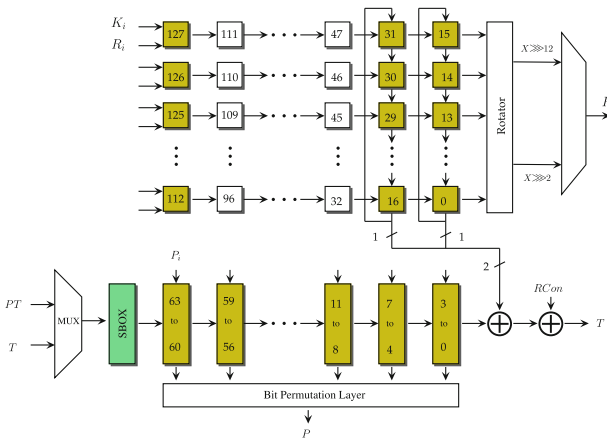 K_i 127 111 47 31 15
R_i
X⋙12
126 110 46 30 14
125 109 45 29 13
Rotator
X⋙2
112 96 32 16 0
1 1
2
P_i
RCon
PT
MUX
T
SBOX
63 to 60
59 to 56
11 to 8
7 to 4
3 to 0
T
Bit Permutation Layer
P